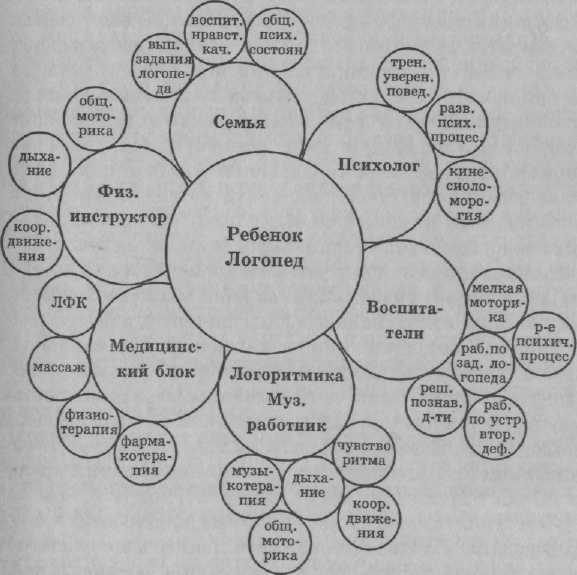 воспит.
нравст.
кач.
общ.
псих.
состоян.
вып.
задания
логопе-
да
Семья
трен.
уверен.
повед.
разв.
псих.
процес.
кине-
сиоло-
моро-
гия
Психолог
общ.
мото-
рика
дыха-
ние
коор.
движе-
ния
Физ.
инструктор
Ребенок
Логопед
Воспита-
тели
мелкая
мотори-
ка
р-е
психич.
процес.
раб. по
зад. ло-
гопеда
реш.
познав.
д-ти
раб.
по устр.
втор.
деф.
ЛФК
массаж
физио-
терапия
фарма-
котера-
пия
Медицинс-
кий блок
Логоритмика
Муз.
работник
чувство
ритма
музы-
котера-
пия
дыха-
ние
коор.
движе-
ния
общ.
мото-
рика